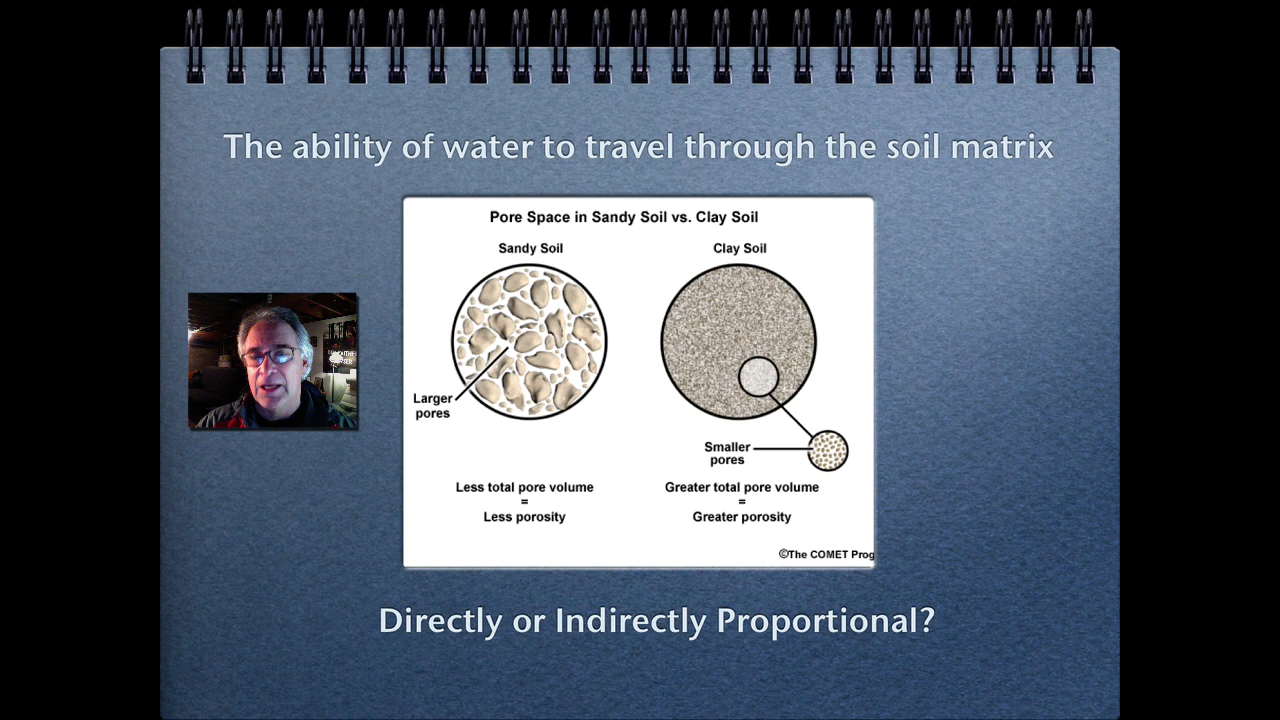 The ability of water to travel through the soil matrix
Pore Space in Sandy Soil vs. Clay Soil
Sandy Soil
Clay Soil
Larger
pores
Smaller
pores
Less total pore volume
=
Less porosity
Greater total pore volume
=
Greater porosity
©The COMET Prog
Directly or Indirectly Proportional?